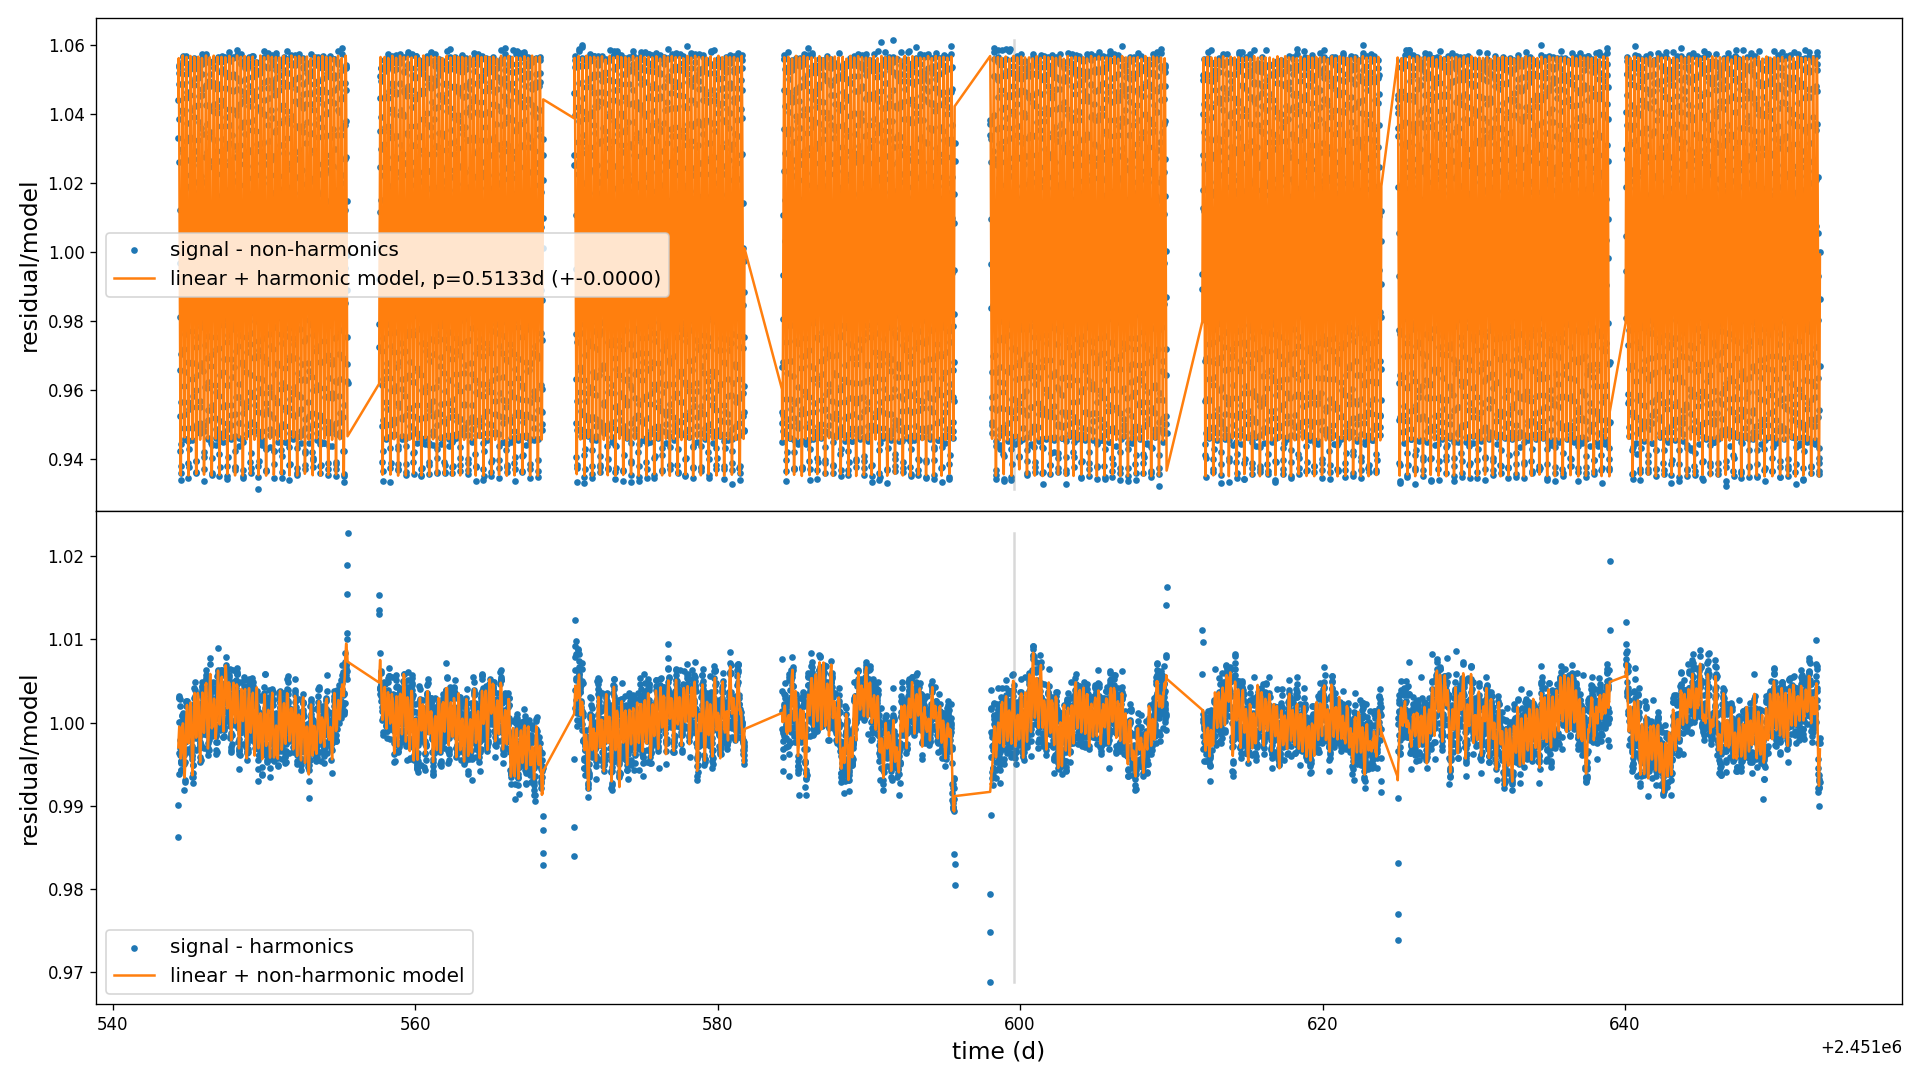 1.06
1.04
1.02
1.00
0.98
0.96
0.94
residual/model
signal - non-harmonics
linear + harmonic model, p=0.5133d (+-0.0000)
1.02
1.01
1.00
0.99
0.98
0.97
residual/model
signal - harmonics
linear + non-harmonic model
540 560 580 600 620 640
time (d)
+2.451e6